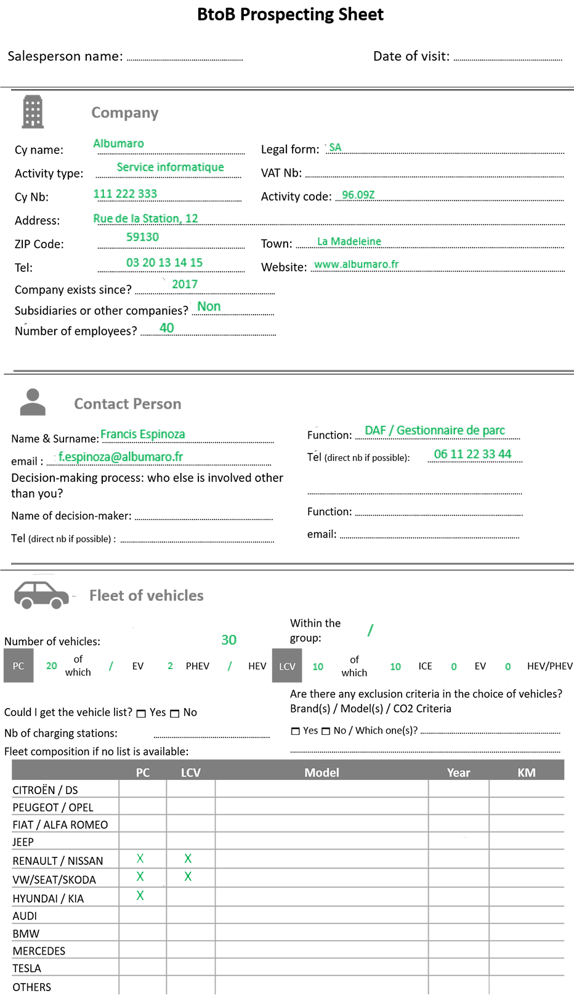 BtoB Prospecting Sheet
Salesperson name: Date of visit:
Company
Cy name: Albumaro Legal form: SA
Activity type: Service informatique VAT Nb:
Cy Nb: 111 222 333 Activity code: 96.09Z
Address: Rue de la Station, 12
ZIP Code: 59130 Town: La Madeleine
Tel: 03 20 13 14 15 Website: www.albumaro.fr
Company exists since? 2017
Subsidiaries or other companies? Non
Number of employees? 40
Contact Person
Name & Surname: Francis Espinoza Function: DAF / Gestionnaire de parc
email : f.espinoza@albumaro.fr Tel (direct nb if possible): 06 11 22 33 44
Decision-making process: who else is involved other
than you?
Name of decision-maker: Function:
Tel (direct nb if possible) : email:
Fleet of vehicles
Number of vehicles: 30 Within the
group: /
PC 20 of which / EV 2 PHEV / HEV LCV 10 of which 10 ICE 0 EV 0 HEV/PHEV
Could I get the vehicle list? Yes No
Nb of charging stations:
Fleet composition if no list is available:
Are there any exclusion criteria in the choice of vehicles?
Brand(s) / Model(s) / CO2 Criteria
Yes No / Which one(s)?
PC LCV Model Year KM
CITROËN / DS
PEUGEOT / OPEL
FIAT / ALFA ROMEO
JEEP
RENAULT / NISSAN X X
VW/SEAT/SKODA X X
HYUNDAI / KIA X
AUDI
BMW
MERCEDES
TESLA
OTHERS